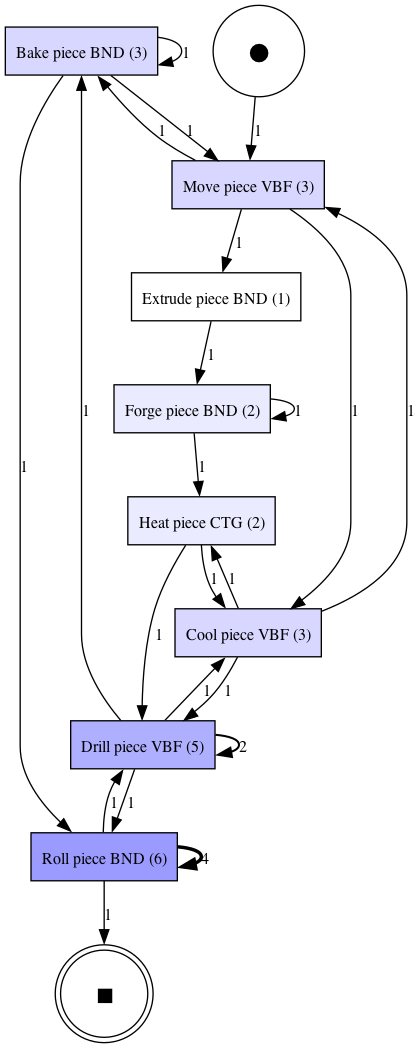 Bake piece BND (3)
1
1
1
1
Move piece VBF (3)
1
Extrude piece BND (1)
1
Forge piece BND (2)
1
1
1
1
1
1
Heat piece CTG (2)
1
1
1
Cool piece VBF (3)
1
1
Drill piece VBF (5)
2
1
1
Roll piece BND (6)
4
1